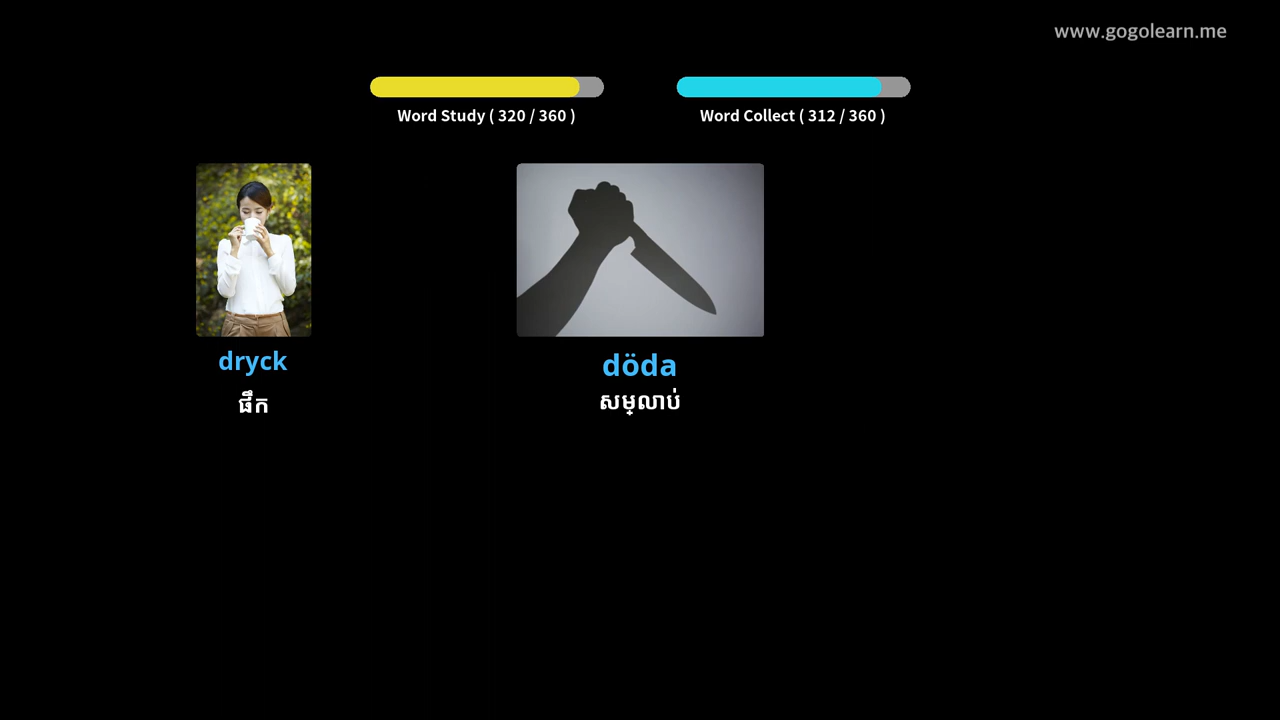 www.gogolearn.me
Word Study ( 320 / 360 )
Word Collect ( 312 / 360 )
dryck
döda
ផឹក
សម្លាប់